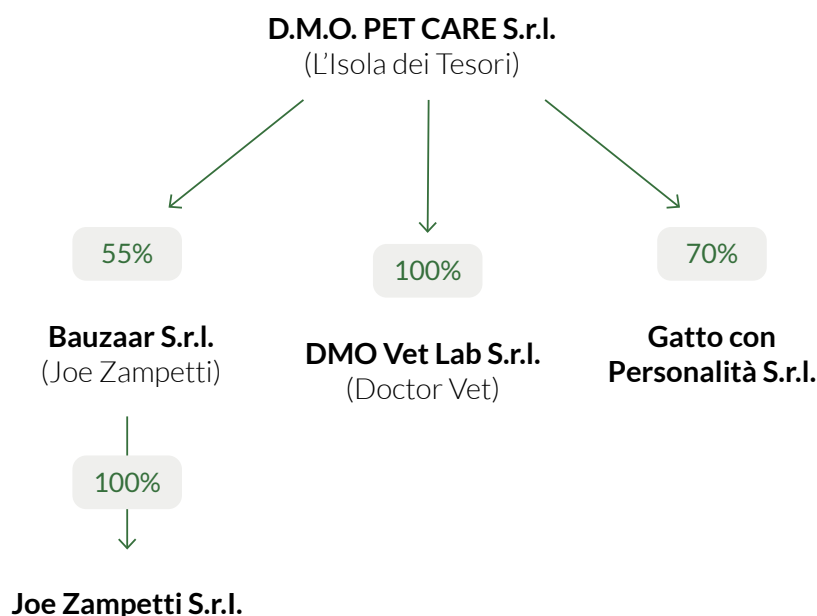 D.M.O. PET CARE S.r.l.
(L’Isola dei Tesori)
55%
100%
70%
Bauzaar S.r.l.
(Joe Zampetti)
DMO Vet Lab S.r.l.
(Doctor Vet)
Gatto con
Personalità S.r.l.
100%
Joe Zampetti S.r.l.